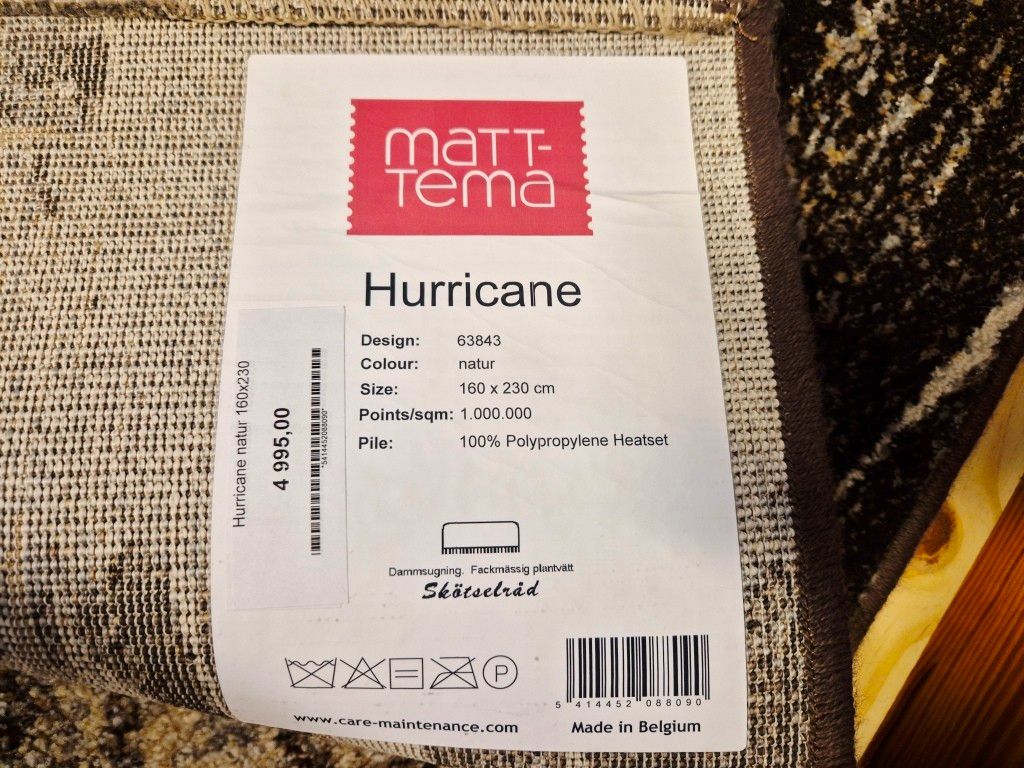 maTT-
Tema
Hurricane
Design: 63843
Colour: natur
Size: 160 x 230 cm
Points/sqm: 1.000.000
Pile: 100% Polypropylene Heatset
Hurricane natur 160x230
4 995,00
*5414452088090*
Dammsugning. Fackmässig plantvätt
Skötselråd
P
www.care-maintenance.com
5 414452 088090
Made in Belgium